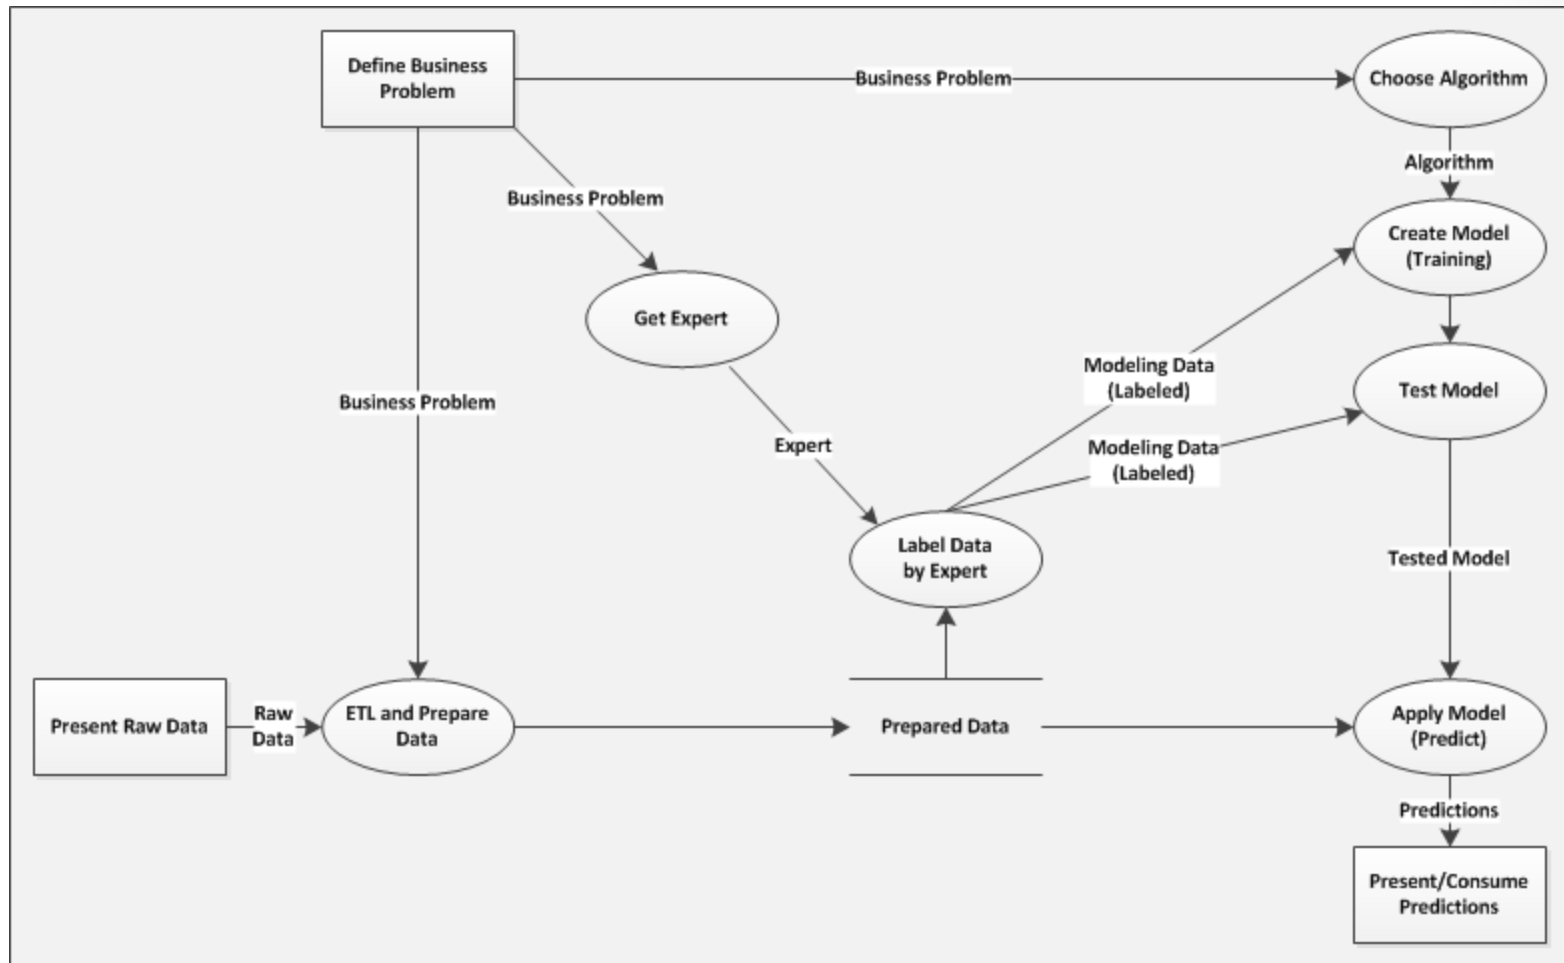 Define Business
Problem
Business Problem
Choose Algorithm
Algorithm
Business Problem
Create Model
(Training)
Get Expert
Modeling Data
(Labeled)
Test Model
Business Problem
Expert
Modeling Data
(Labeled)
Label Data
by Expert
Tested Model
Present Raw Data
Raw
Data
ETL and Prepare
Data
Prepared Data
Apply Model
(Predict)
Predictions
Present/Consume
Predictions